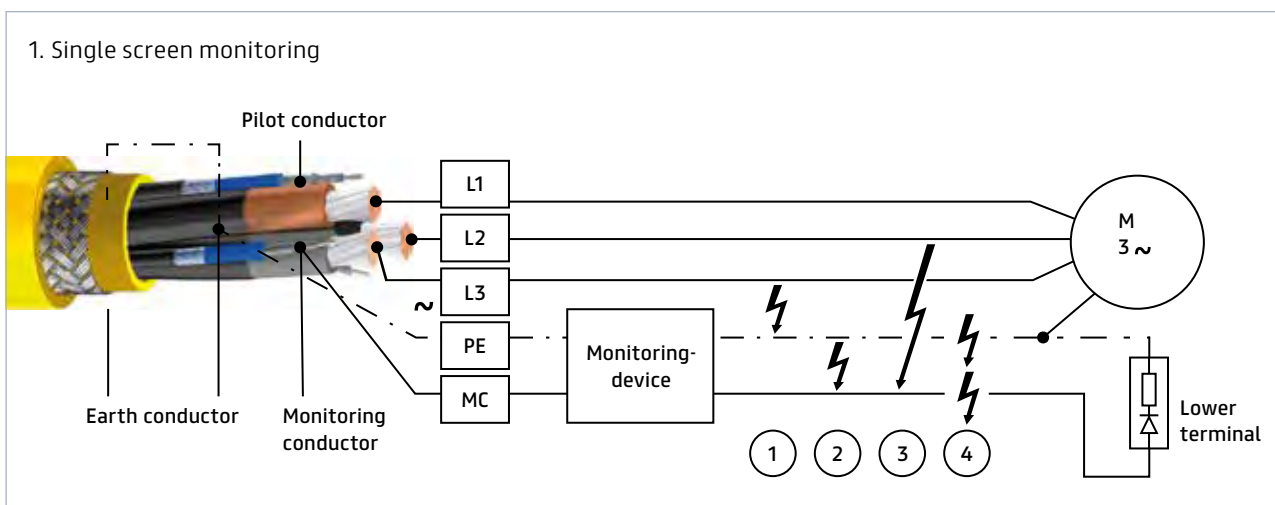 1. Single screen monitoring
Pilot conductor
L1
L2
L3
~
PE
MC
M
3 ~
Monitoring-
device
Earth conductor
Monitoring
conductor
1
2
3
4
Lower
terminal